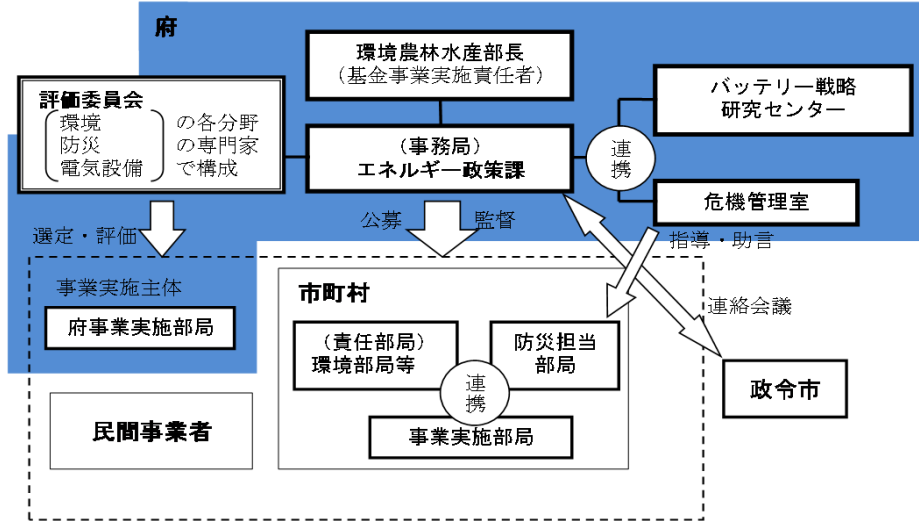 府
環境農林水産部長
（基金事業実施責任者）
評価委員会
環境
防災
電気設備
の各分野
の専門家
で構成
（事務局）
エネルギー政策課
連携
バッテリー戦略
研究センター
危機管理室
選定・評価
公募
監督
指導・助言
連絡会議
事業実施主体
府事業実施部局
市町村
（責任部局）
環境部局等
防災担当
部局
連携
事業実施部局
民間事業者
政令市